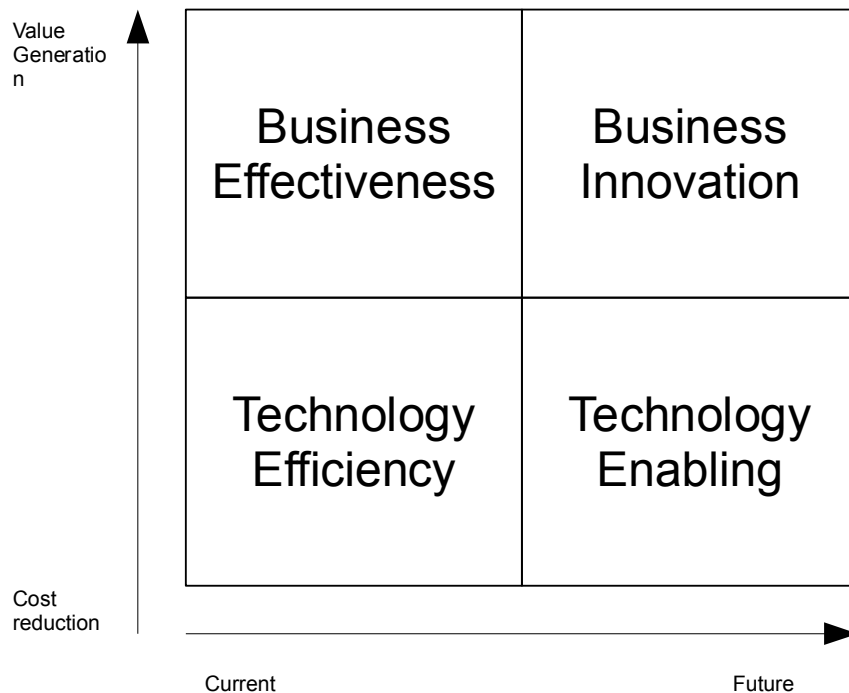 Value
Generatio
n
Business
Effectiveness
Business
Innovation
Technology
Efficiency
Technology
Enabling
Cost
reduction
Current
Future